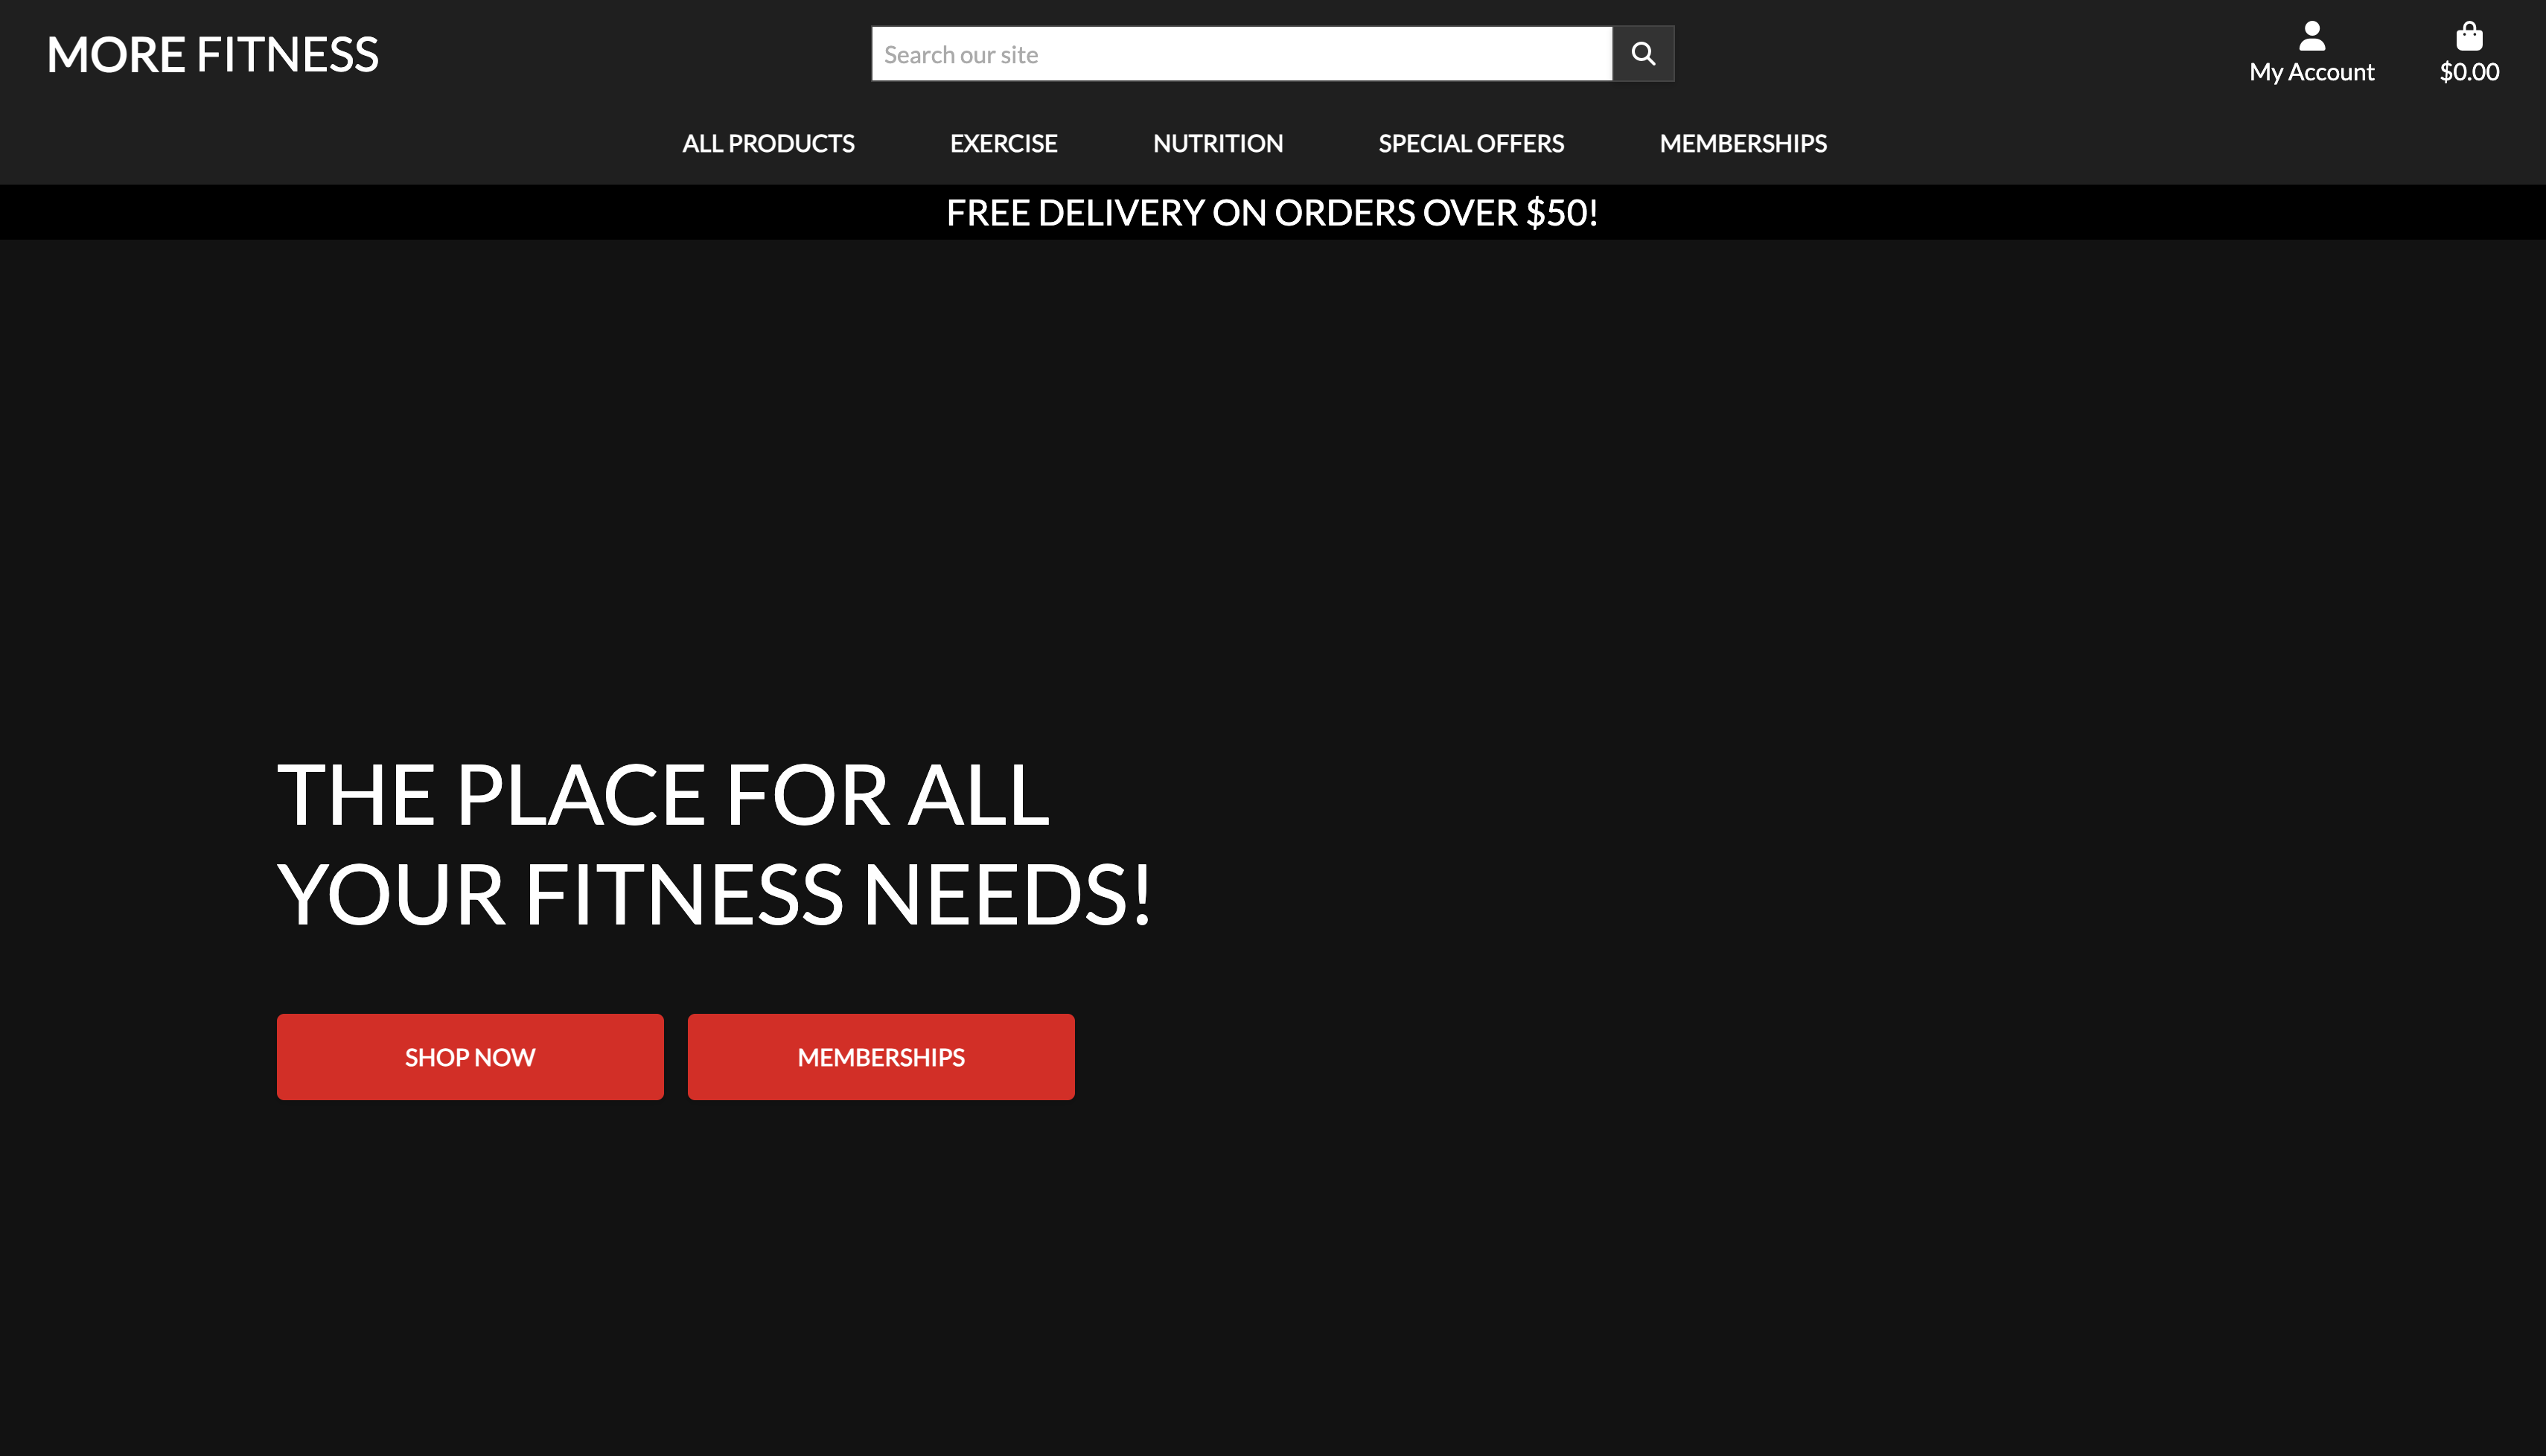 MORE FITNESS
Search our site
My Account
$0.00
ALL PRODUCTS
EXERCISE
NUTRITION
SPECIAL OFFERS
MEMBERSHIPS
FREE DELIVERY ON ORDERS OVER $50!
THE PLACE FOR ALL
YOUR FITNESS NEEDS!
SHOP NOW
MEMBERSHIPS